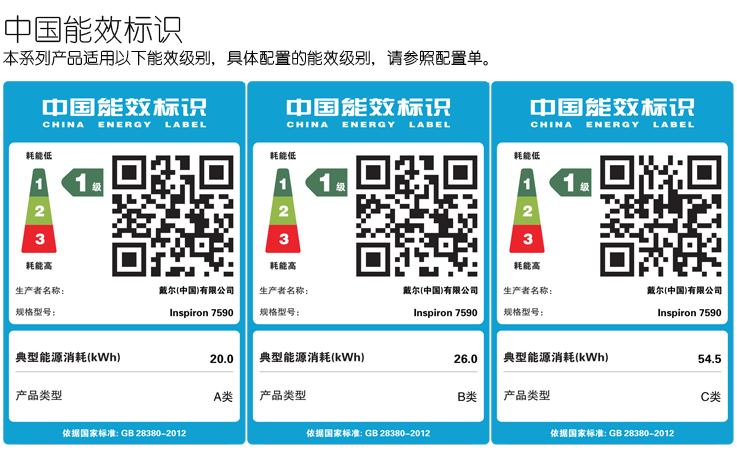 中国能效标识
本系列产品适用以下能效级别，具体配置的能效级别，请参照配置单。
中国能效标识
CHINA ENERGY LABEL
耗能低
1
1级
2
3
耗能高
生产者名称： 戴尔(中国)有限公司
规格型号： Inspiron 7590
典型能源消耗(kWh) 20.0
产品类型 A类
依据国家标准: GB 28380-2012
中国能效标识
CHINA ENERGY LABEL
耗能低
1
1级
2
3
耗能高
生产者名称： 戴尔(中国)有限公司
规格型号： Inspiron 7590
典型能源消耗(kWh) 26.0
产品类型 B类
依据国家标准: GB 28380-2012
中国能效标识
CHINA ENERGY LABEL
耗能低
1
1级
2
3
耗能高
生产者名称： 戴尔(中国)有限公司
规格型号： Inspiron 7590
典型能源消耗(kWh) 54.5
产品类型 C类
依据国家标准: GB 28380-2012